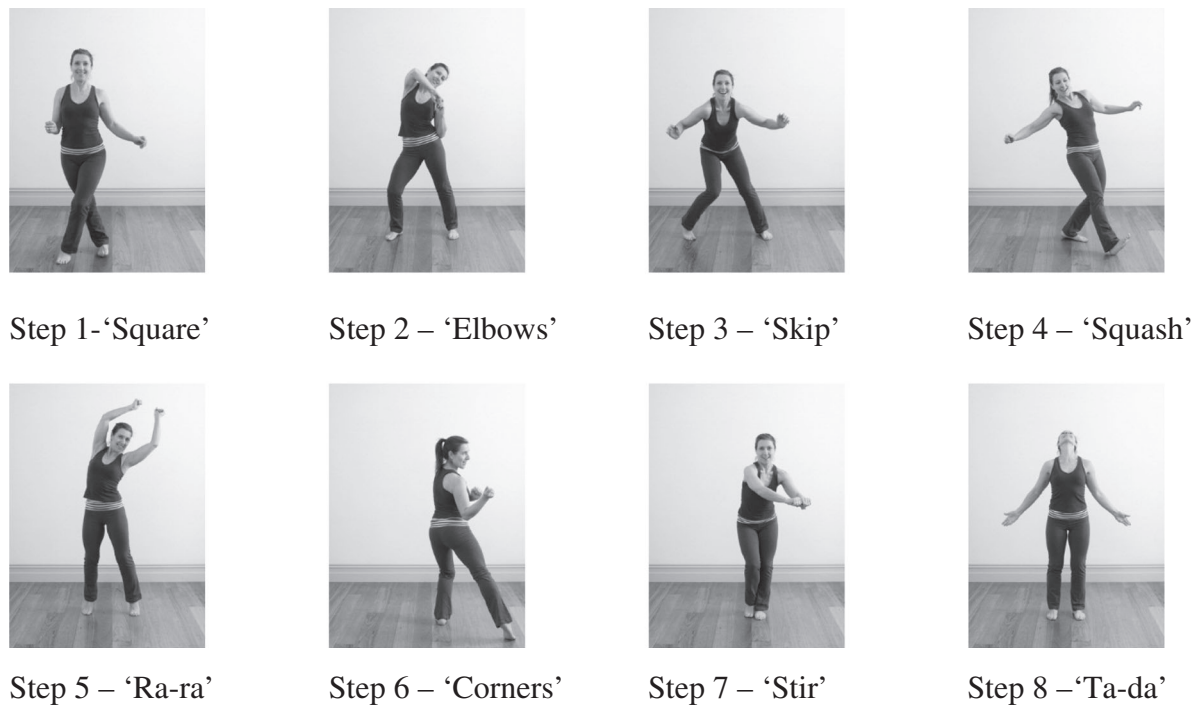 Step 1-‘Square’
Step 2 – ‘Elbows’
Step 3 – ‘Skip’
Step 4 – ‘Squash’
Step 5 – ‘Ra-ra’
Step 6 – ‘Corners’
Step 7 – ‘Stir’
Step 8 –‘Ta-da’